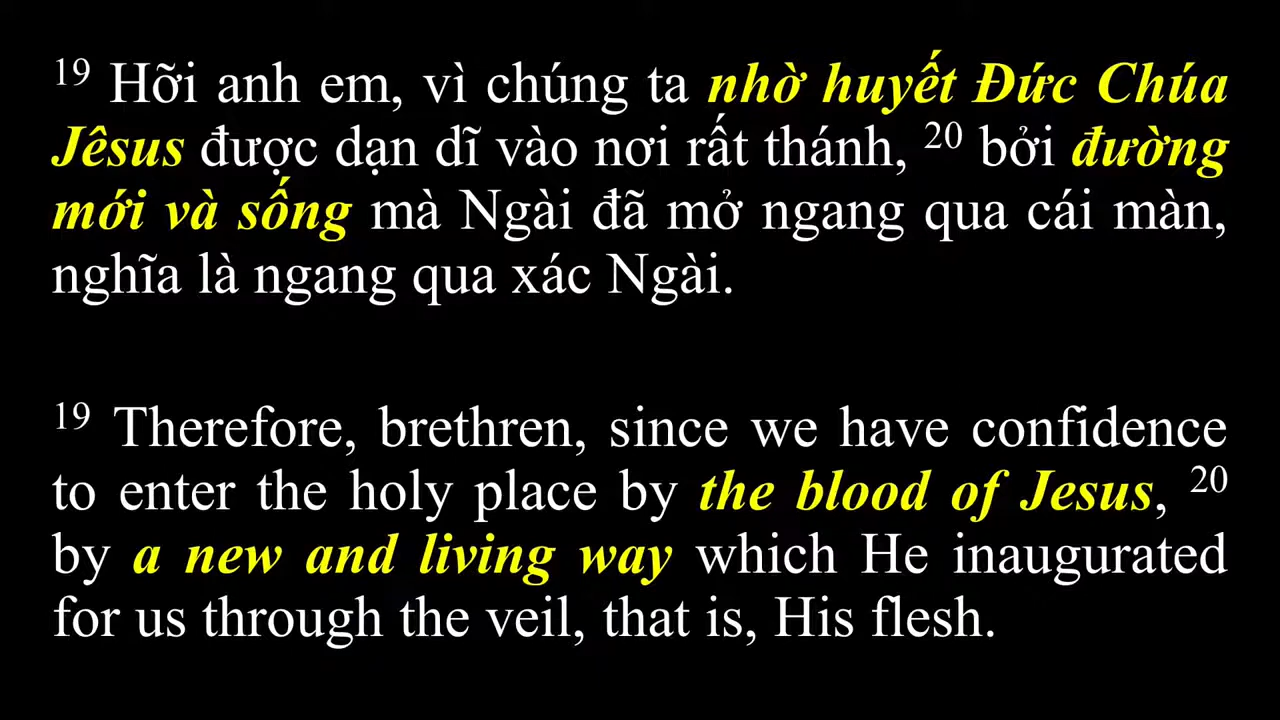 19 Hỡi anh em, vì chúng ta nhờ huyết Đức Chúa
Jêsus được dạn dĩ vào nơi rất thánh, 20 bởi đường
mới và sống mà Ngài đã mở ngang qua cái màn,
nghĩa là ngang qua xác Ngài.
19 Therefore, brethren, since we have confidence
to enter the holy place by the blood of Jesus, 20
by a new and living way which He inaugurated
for us through the veil, that is, His flesh.